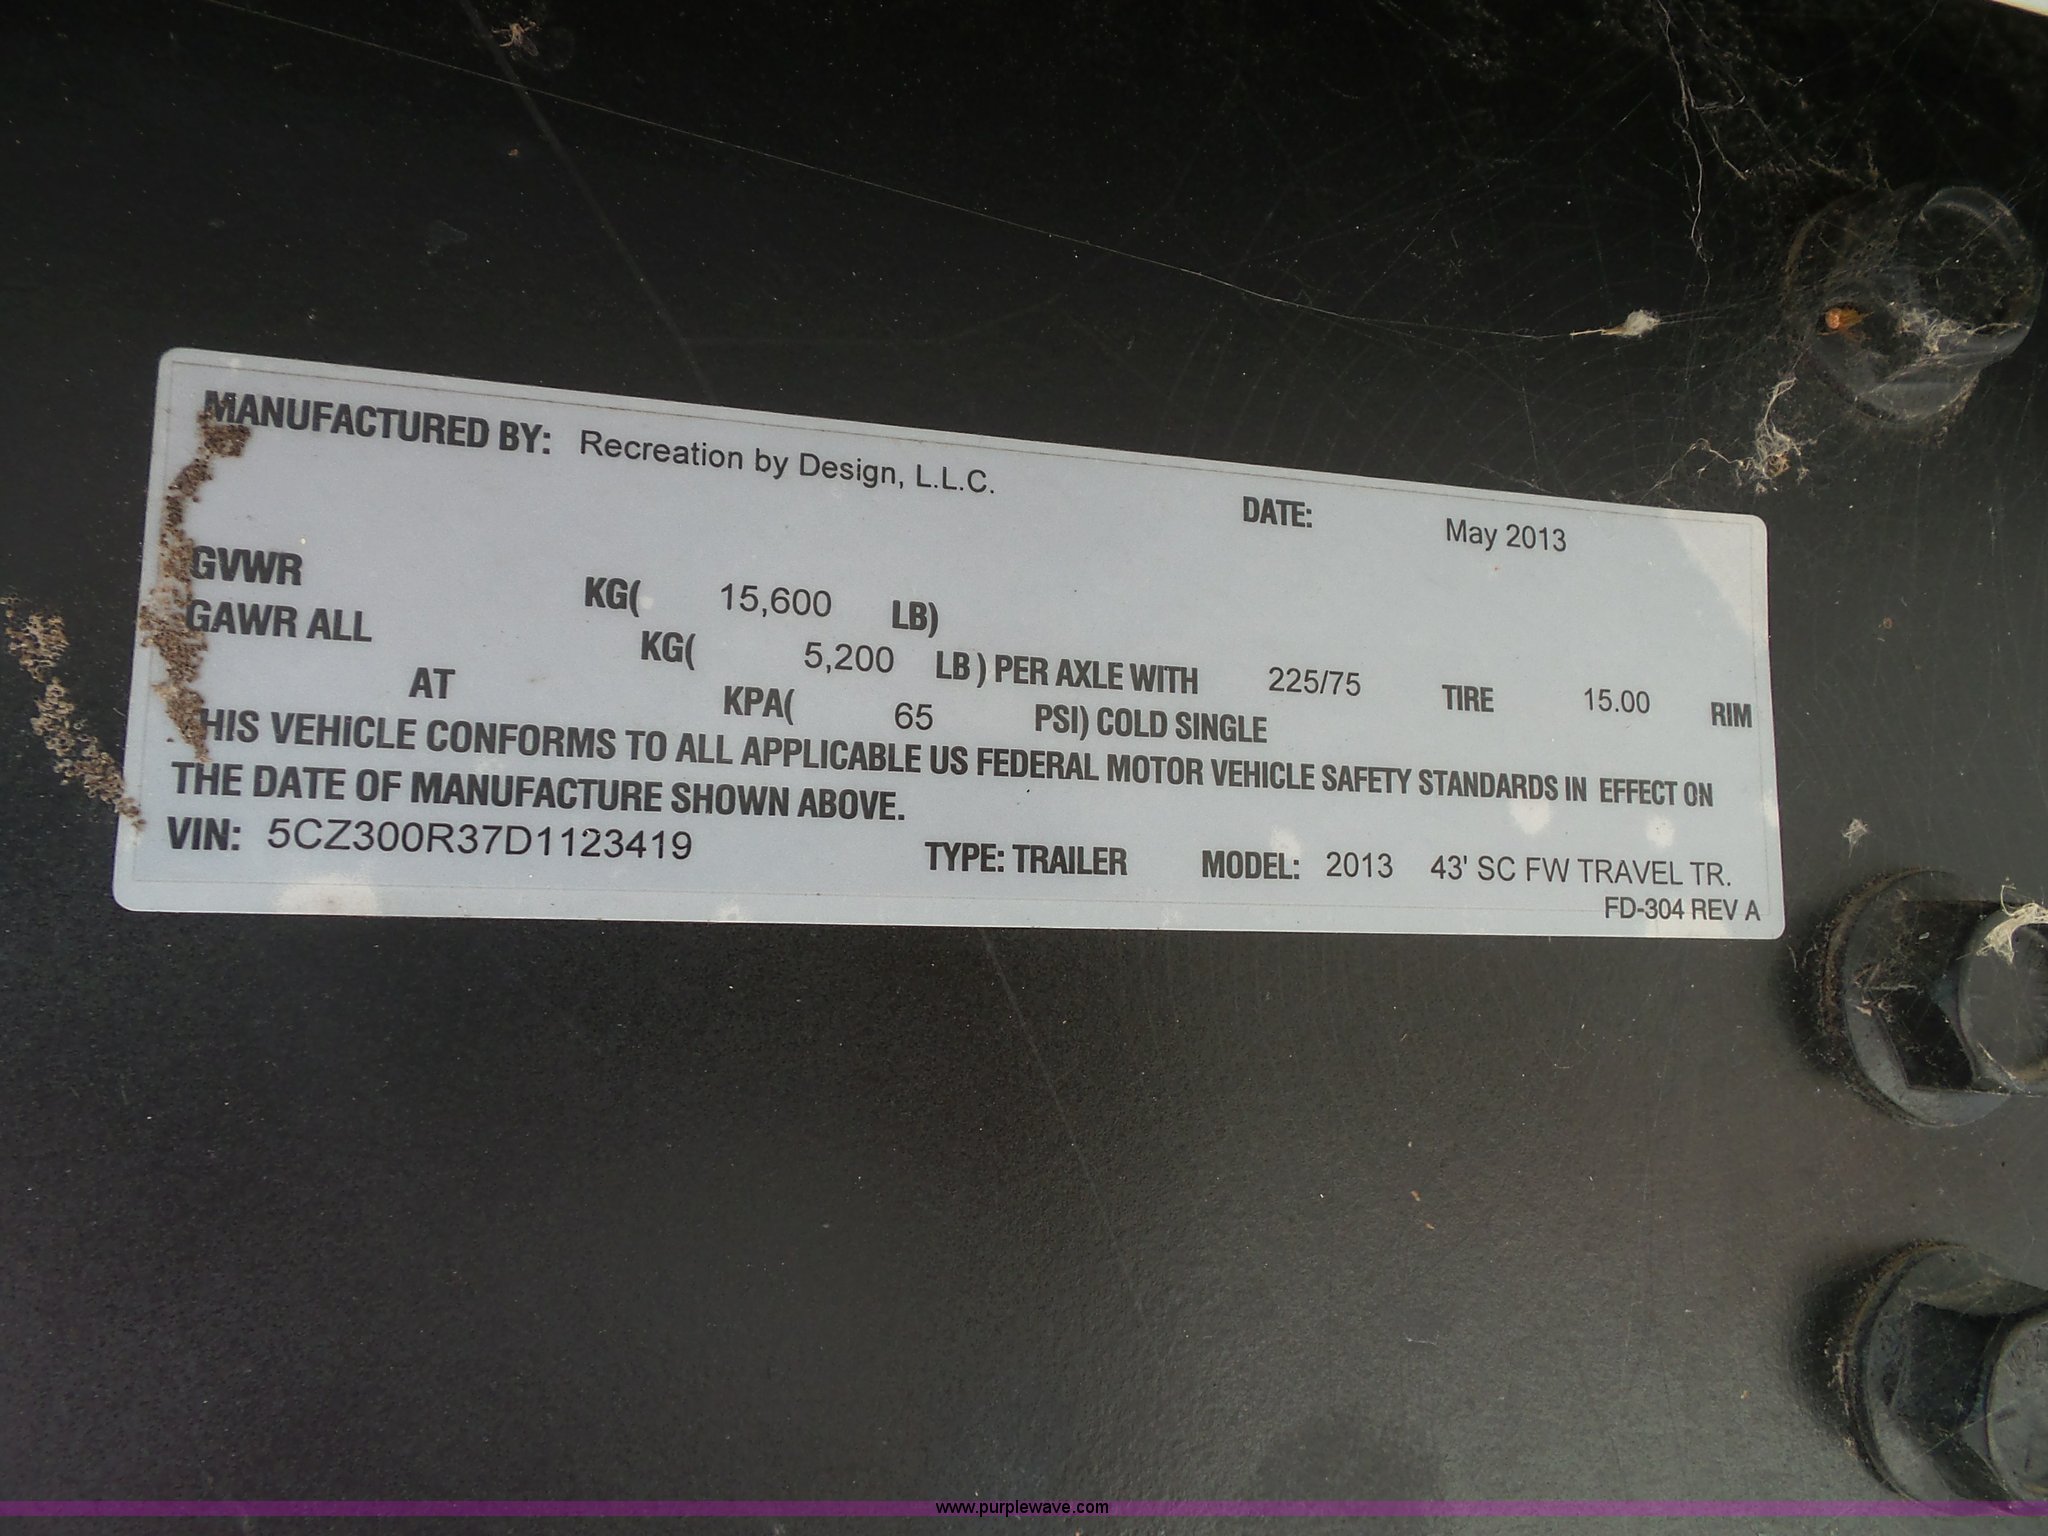 MANUFACTURED BY: Recreation by Design, L.L.C. DATE: May 2013
GVWR KG( 15,600 LB)
GAWR ALL KG( 5,200 LB ) PER AXLE WITH 225/75 TIRE 15.00 RIM
AT KPA( 65 PSI) COLD SINGLE
THIS VEHICLE CONFORMS TO ALL APPLICABLE US FEDERAL MOTOR VEHICLE SAFETY STANDARDS IN EFFECT ON
THE DATE OF MANUFACTURE SHOWN ABOVE.
VIN: 5CZ300R37D1123419 TYPE: TRAILER MODEL: 2013 43' SC FW TRAVEL TR.
FD-304 REV A
www.purplewave.com